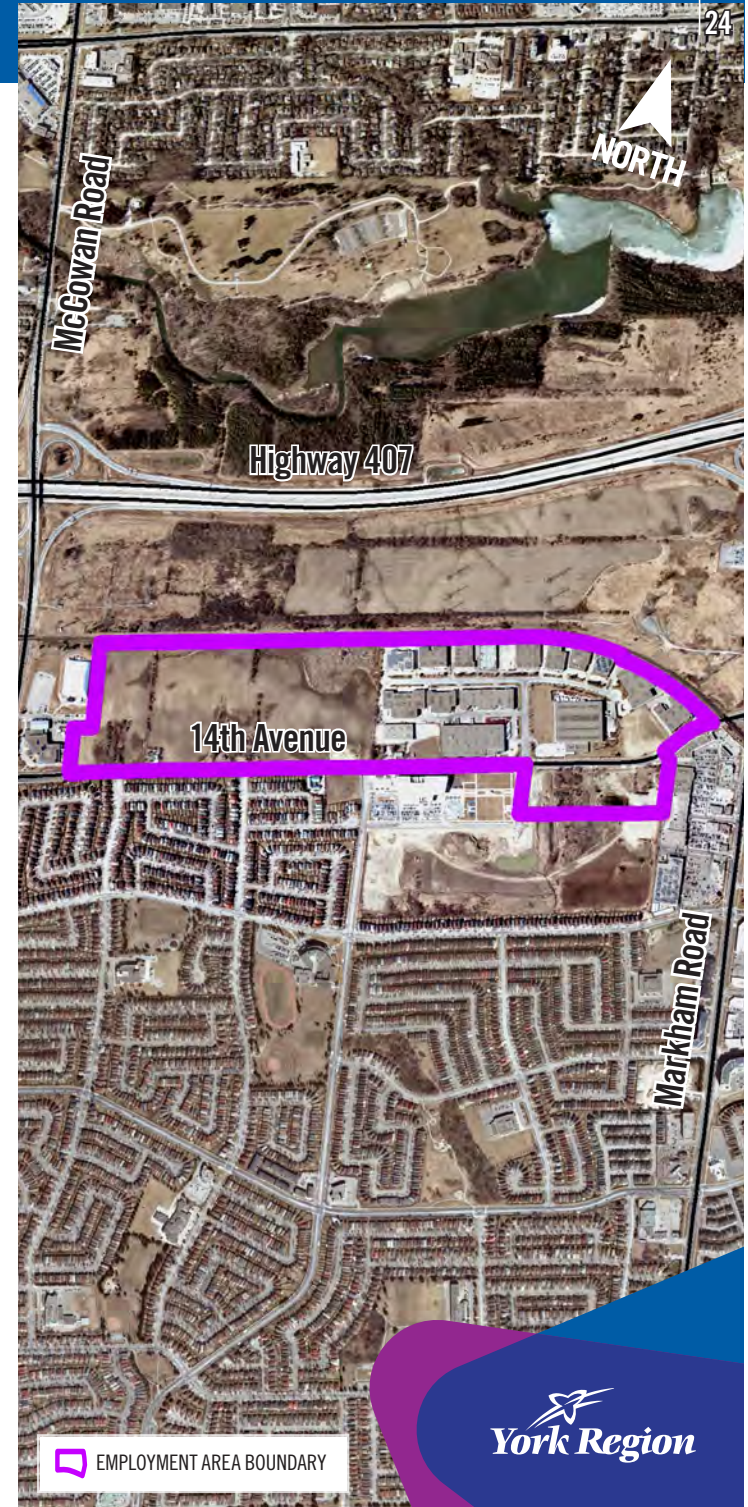 24
NORTH
McCowan Road
Highway 407
14th Avenue
Markham Road
EMPLOYMENT AREA BOUNDARY
York Region